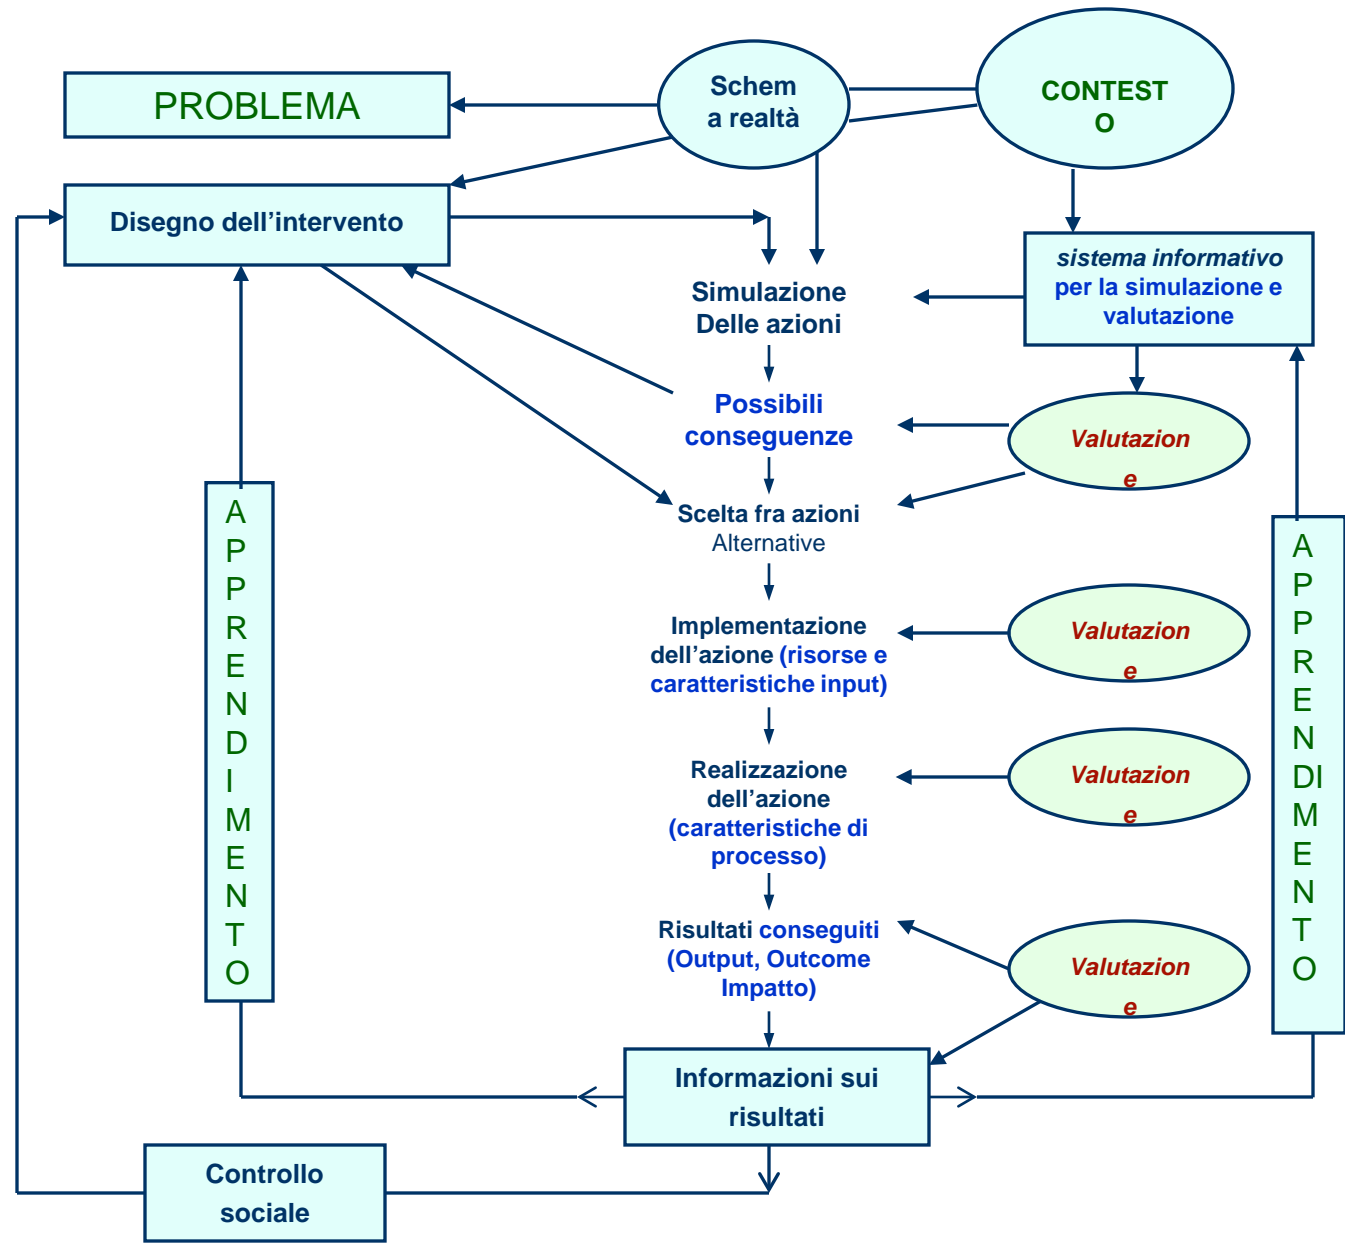 PROBLEMA
Schem
a realtà
CONTEST
O
Disegno dell'intervento
sistema informativo
per la simulazione e
valutazione
Simulazione
Delle azioni
Possibili
conseguenze
Valutazion
e
Scelta fra azioni
Alternative
A
P
P
R
E
N
D
I
M
E
N
T
O
Implementazione
dell'azione (risorse e
caratteristiche input)
Valutazion
e
Realizzazione
dell'azione
(caratteristiche di
processo)
Valutazion
e
Risultati conseguiti
(Output, Outcome
Impatto)
Valutazion
e
A
P
P
R
E
N
DI
M
E
N
T
O
Informazioni sui
risultati
Controllo
sociale